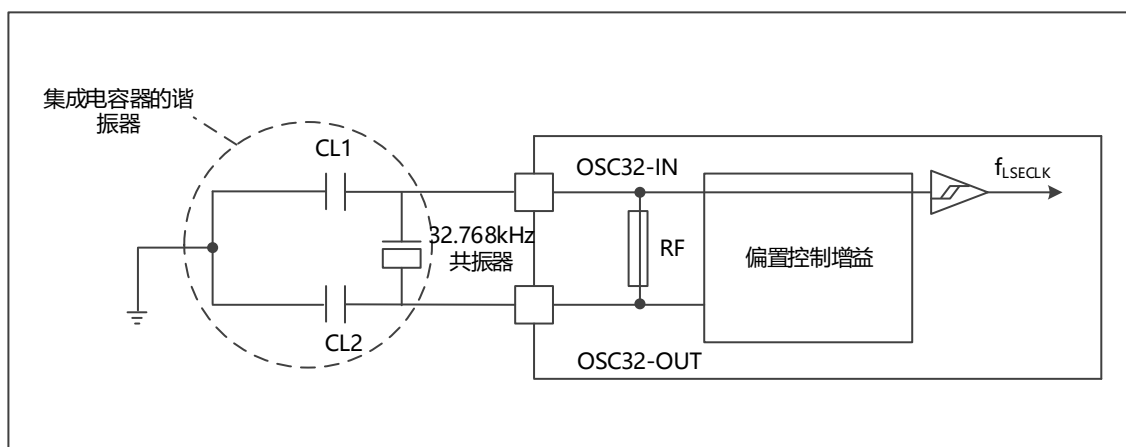 集成电容器的谐
振器
CL1
OSC32-IN
fLSECLK
32.768kHz
共振器
RF
偏置控制增益
CL2
OSC32-OUT